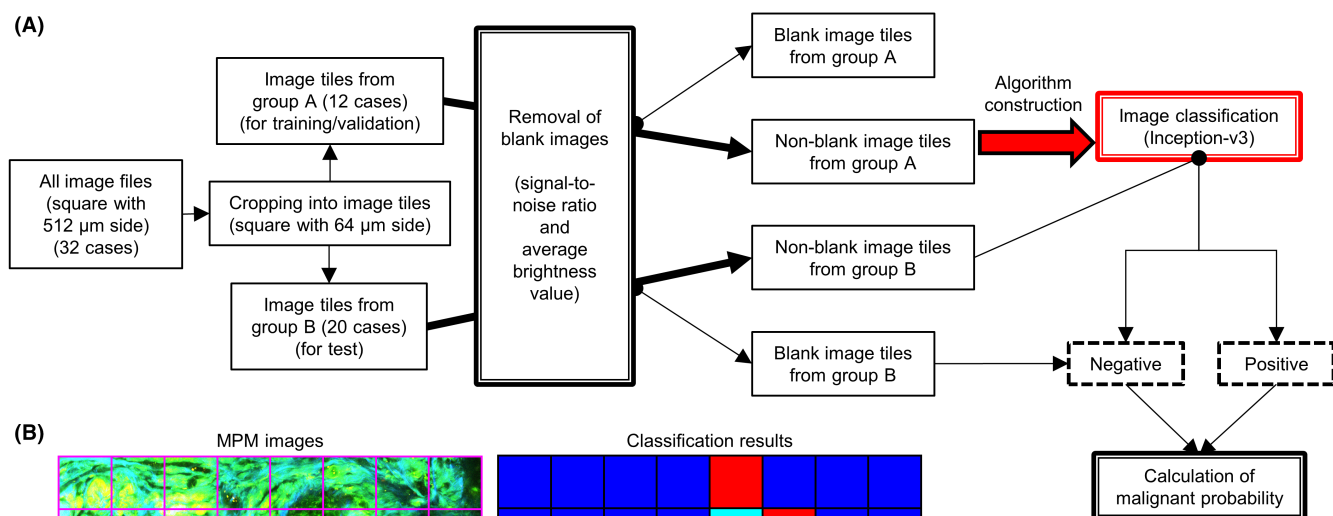 (A)
All image files
(square with
512 µm side)
(32 cases)
Image tiles from
group A (12 cases)
(for training/validation)
Cropping into image tiles
(square with 64 µm side)
Image tiles from
group B (20 cases)
(for test)
Removal of
blank images
(signal-to-
noise ratio
and
average
brightness
value)
Blank image tiles
from group A
Non-blank image tiles
from group A
Non-blank image tiles
from group B
Blank image tiles
from group B
Algorithm
construction
Image classification
(Inception-v3)
Negative
Positive
Calculation of
malignant probability
(B)
MPM images
Classification results